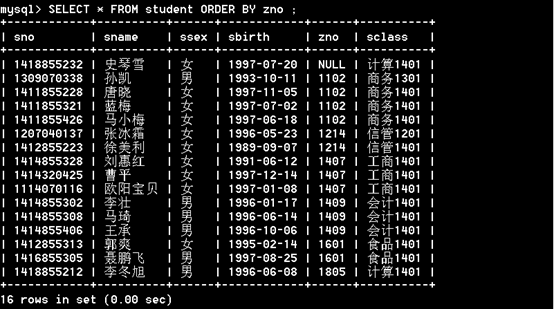 mysql> SELECT * FROM student ORDER BY zno ;
+------------+----------+------+------------+------+----------+
| sno | sname | ssex | sbirth | zno | sclass |
+------------+----------+------+------------+------+----------+
| 1418855232 | 史琴雪 | 女 | 1997-07-20 | NULL | 计算1401 |
| 1309070338 | 孙凯 | 男 | 1993-10-11 | 1102 | 商务1301 |
| 1411855228 | 唐晓 | 女 | 1997-11-05 | 1102 | 商务1401 |
| 1411855321 | 蓝梅 | 女 | 1997-07-02 | 1102 | 商务1401 |
| 1411855426 | 马小梅 | 女 | 1997-06-18 | 1102 | 商务1401 |
| 1207040137 | 张冰霜 | 女 | 1996-05-23 | 1214 | 信管1201 |
| 1412855223 | 徐美利 | 女 | 1989-09-07 | 1214 | 信管1401 |
| 1414855328 | 刘惠红 | 女 | 1991-06-12 | 1407 | 工商1401 |
| 1414320425 | 曹平 | 女 | 1997-12-14 | 1407 | 工商1401 |
| 1114070116 | 欧阳宝贝 | 女 | 1997-01-08 | 1407 | 工商1401 |
| 1414855302 | 李壮 | 男 | 1996-01-17 | 1409 | 会计1401 |
| 1414855308 | 马琦 | 男 | 1996-06-14 | 1409 | 会计1401 |
| 1414855406 | 王承 | 男 | 1996-10-06 | 1409 | 会计1401 |
| 1412855313 | 郭爽 | 女 | 1995-02-14 | 1601 | 食品1401 |
| 1416855305 | 聂鹏飞 | 男 | 1997-08-25 | 1601 | 食品1401 |
| 1418855212 | 李冬旭 | 男 | 1996-06-08 | 1805 | 计算1401 |
+------------+----------+------+------------+------+----------+
16 rows in set (0.00 sec)